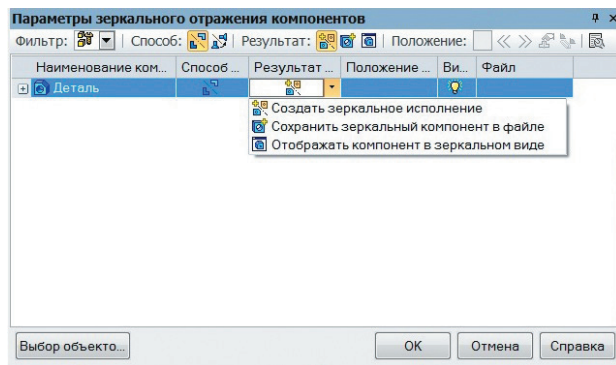 Параметры зеркального отражения компонентов
Фильтр: Способ: Результат: Положение:
Наименование ком... Способ ... Результат ... Положение ... Ви... Файл
Деталь
Создать зеркальное исполнение
Сохранить зеркальный компонент в файле
Отображать компонент в зеркальном виде
Выбор объекто... OK Отмена Справка